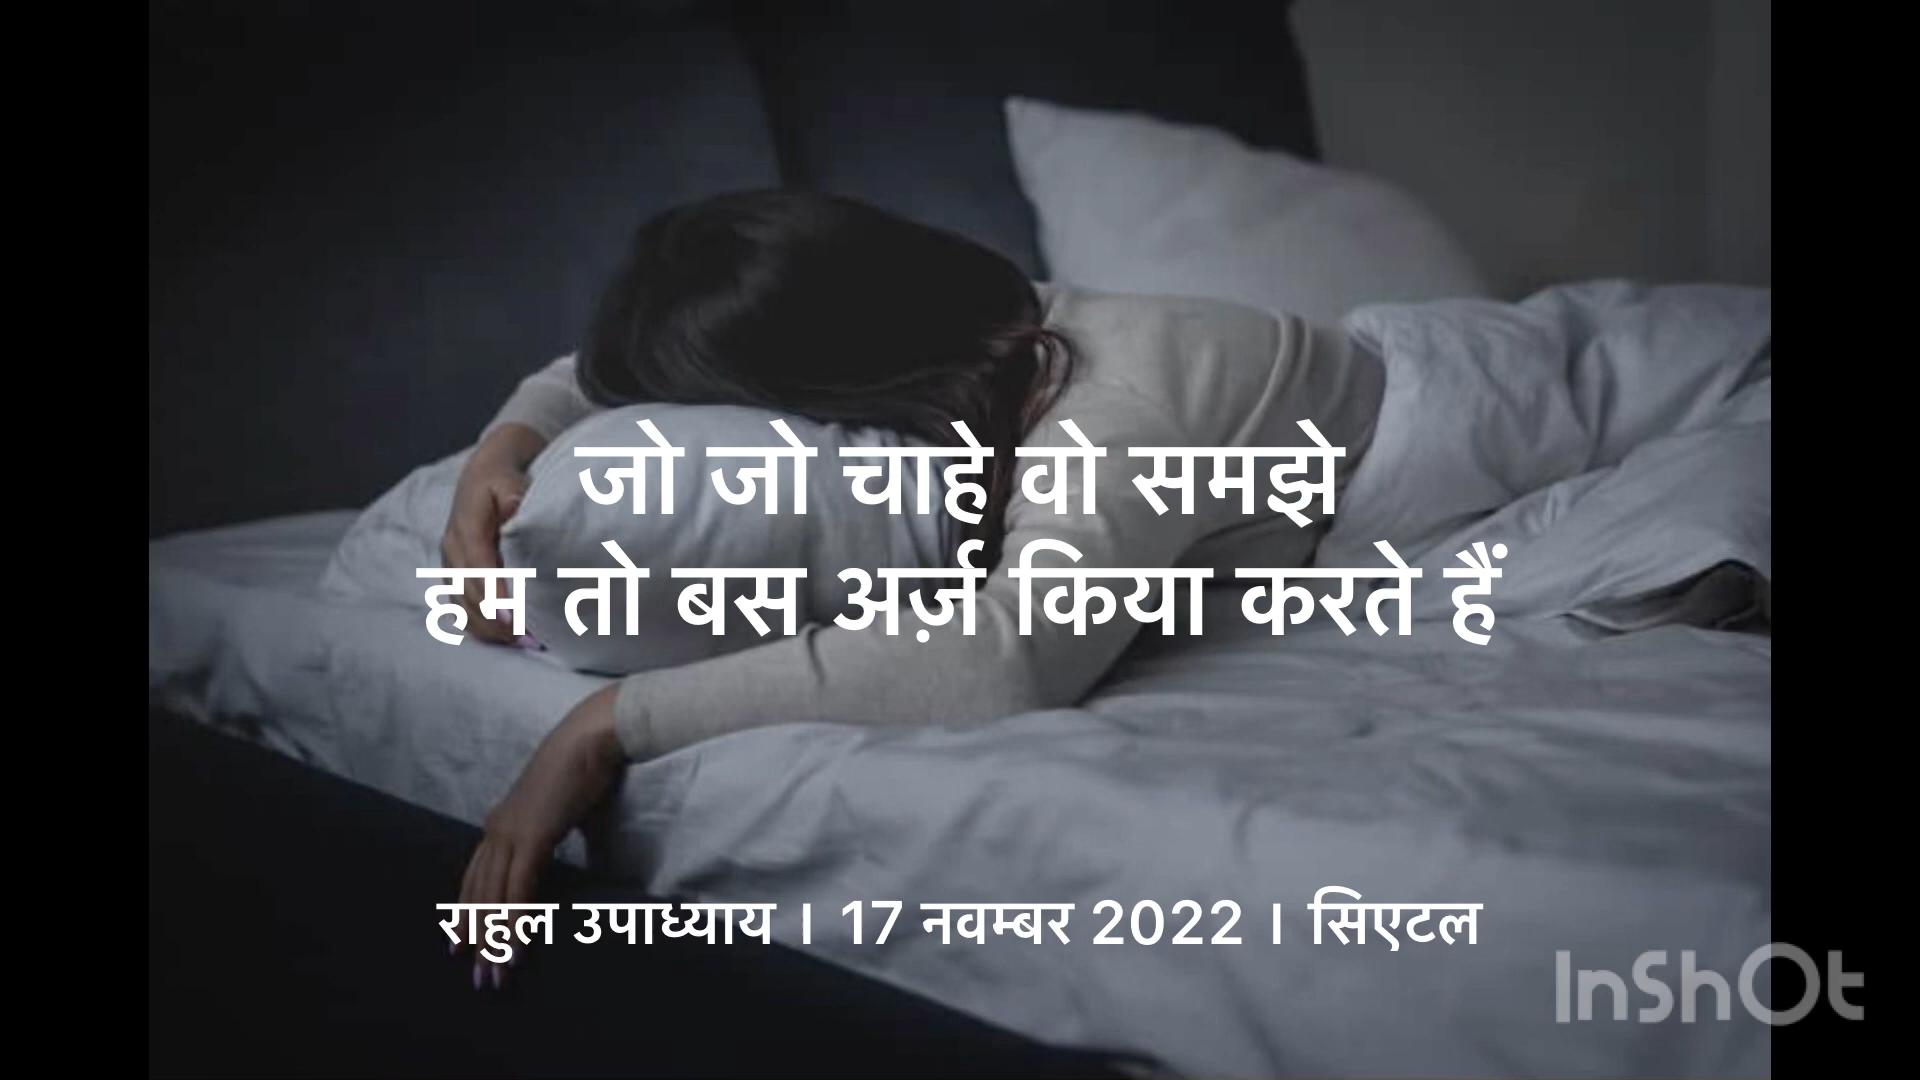 जो जो चाहे वो समझे
हम तो बस अर्ज़ किया करते हैं
राहुल उपाध्याय । 17 नवम्बर 2022 । सिएटल
InShOt